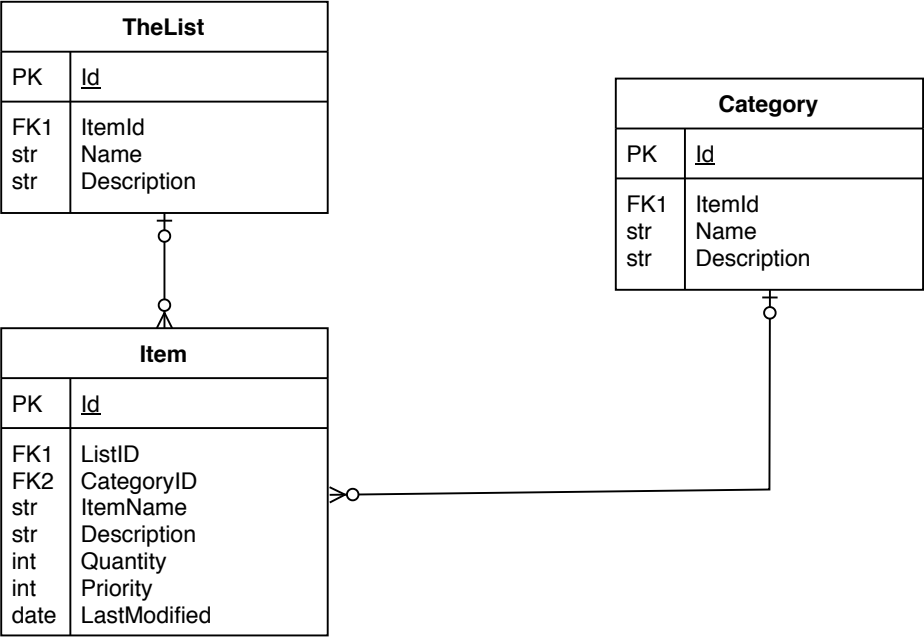 TheList
PK Id
FK1 ItemId
str Name
str Description
Category
PK Id
FK1 ItemId
str Name
str Description
Item
PK Id
FK1 ListID
FK2 CategoryID
str ItemName
str Description
int Quantity
int Priority
date LastModified